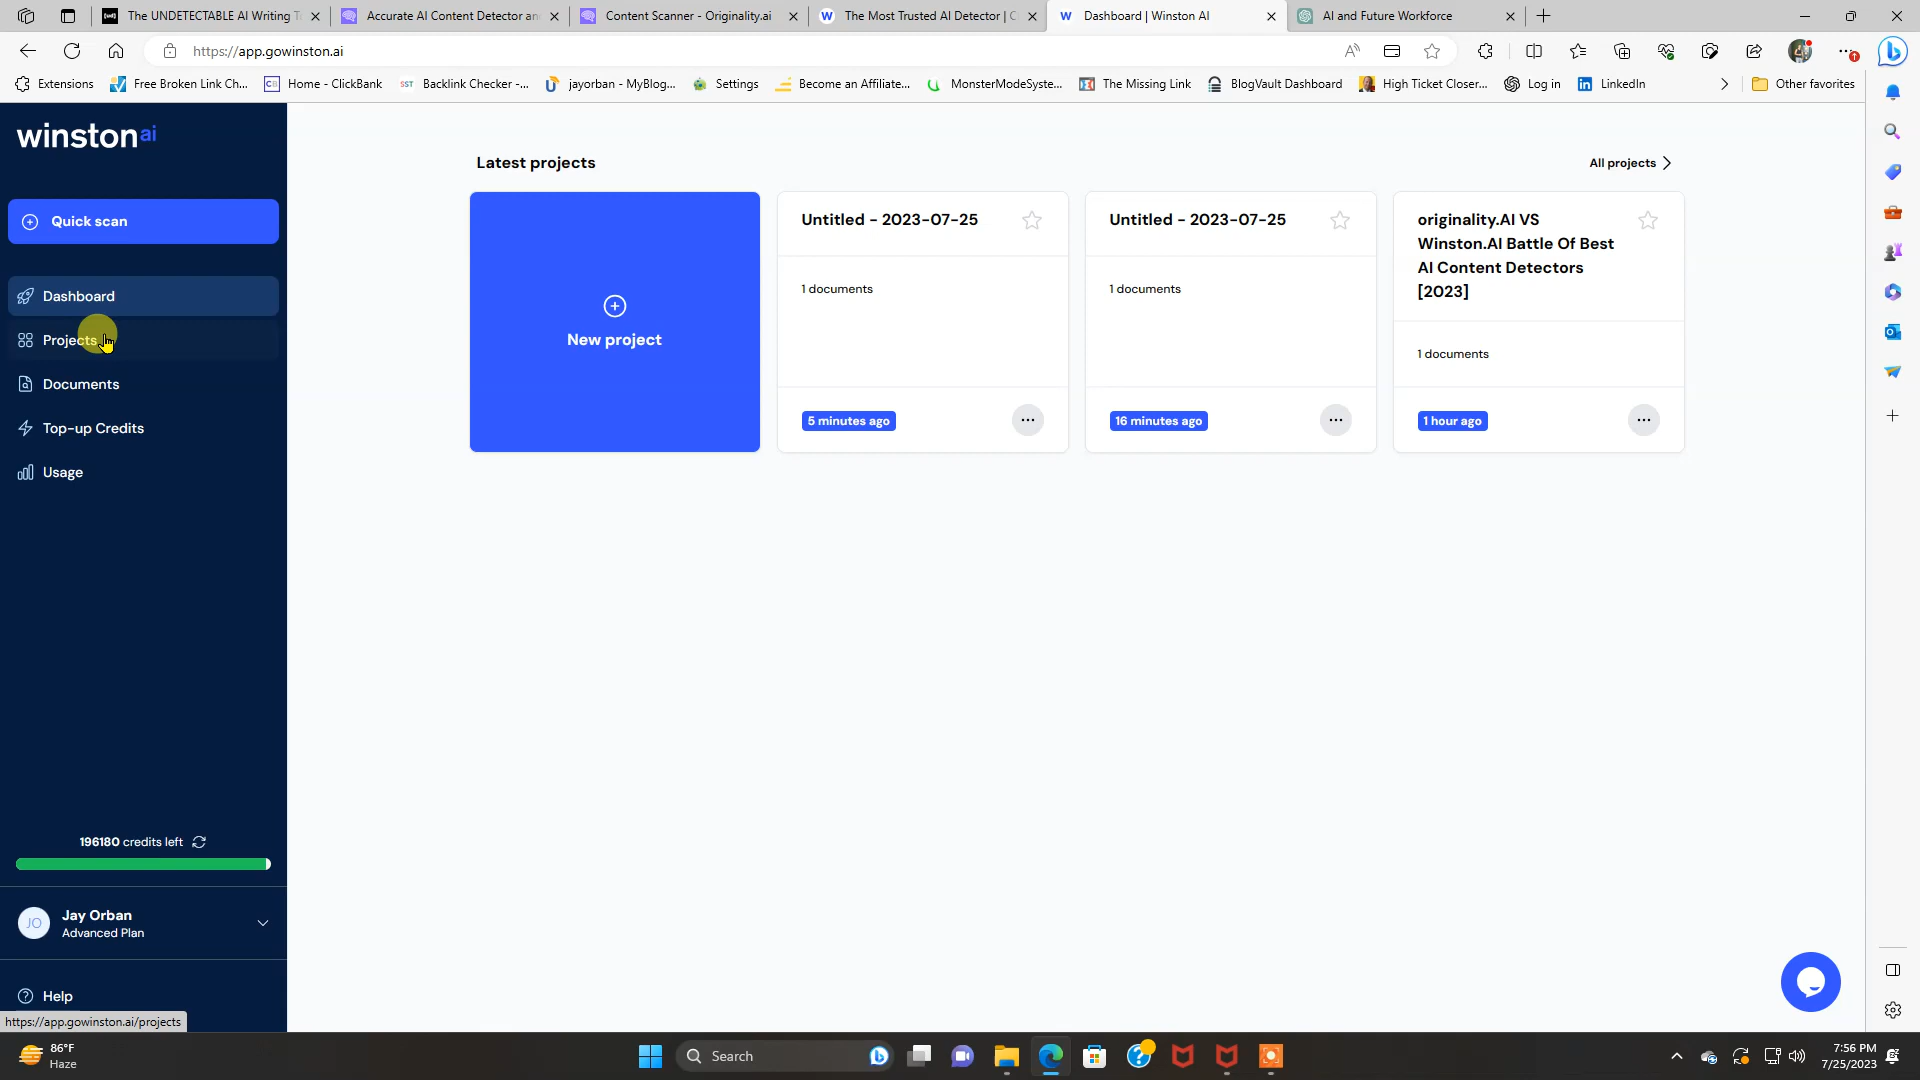 The UNDETECTABLE AI Writing T
Accurate AI Content Detector an
Content Scanner - Originality.ai
W The Most Trusted AI Detector | C
W Dashboard | Winston AI
AI and Future Workforce
https://app.gowinston.ai
Extensions
Free Broken Link Ch...
CB Home - ClickBank
SST Backlink Checker -...
jayorban - MyBlog...
Settings
Become an Affiliate...
MonsterModeSyste...
The Missing Link
BlogVault Dashboard
High Ticket Closer...
Log in
LinkedIn
Other favorites
winston ai
Quick scan
Dashboard
Projects
Documents
Top-up Credits
Usage
Latest projects
All projects
New project
Untitled - 2023-07-25
1 documents
5 minutes ago
Untitled - 2023-07-25
1 documents
16 minutes ago
originality.AI VS
Winston.AI Battle Of Best
AI Content Detectors
[2023]
1 documents
1 hour ago
196180 credits left
JO
Jay Orban
Advanced Plan
Help
https://app.gowinston.ai/projects
86°F
Haze
Search
7:56 PM
7/25/2023